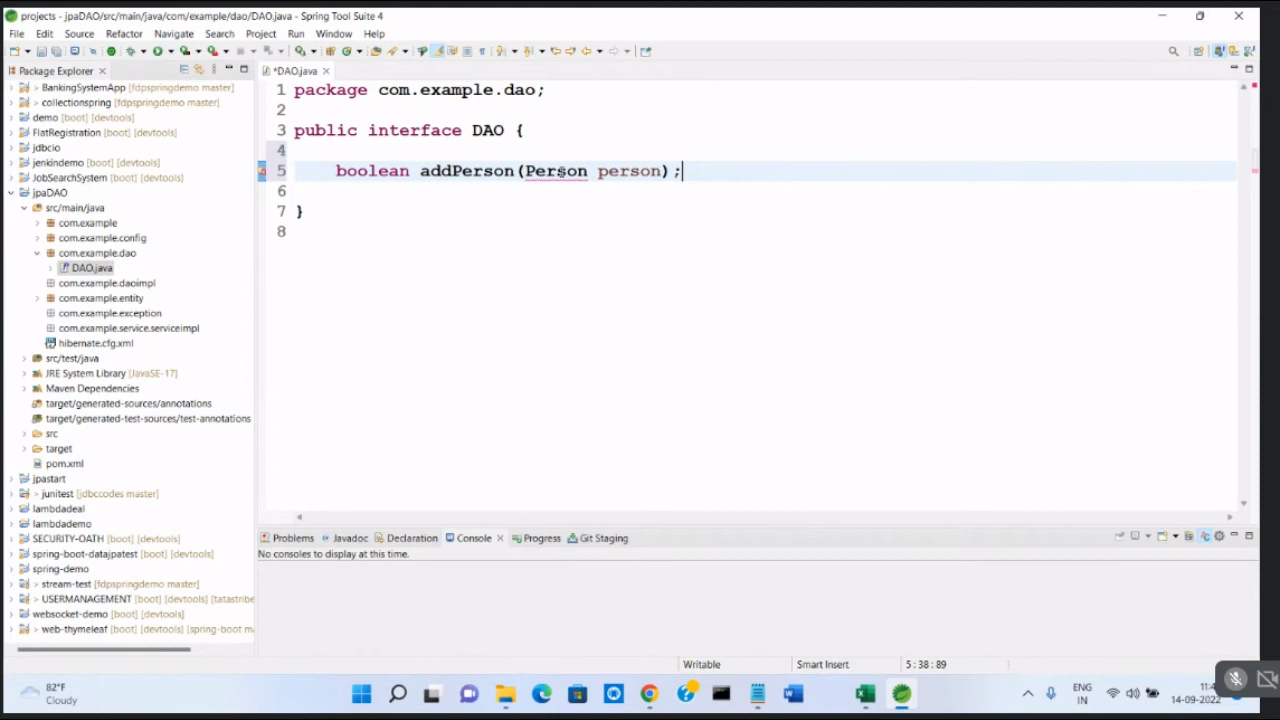 projects - jpaDAO/src/main/java/com/example/dao/DAO.java - Spring Tool Suite 4
File Edit Source Refactor Navigate Search Project Run Window Help
Package Explorer
*DAO.java
> BankingSystemApp [fdpspringdemo master]
> collectionspring [fdpspringdemo master]
demo [boot] [devtools]
FlatRegistration [boot] [devtools]
jdbcio
jenkindemo [boot] [devtools]
JobSearchSystem [boot] [devtools]
jpaDAO
src/main/java
com.example
com.example.config
com.example.dao
DAO.java
com.example.daoimpl
com.example.entity
com.example.exception
com.example.service.serviceimpl
hibernate.cfg.xml
src/test/java
JRE System Library [JavaSE-17]
Maven Dependencies
target/generated-sources/annotations
target/generated-test-sources/test-annotations
src
target
pom.xml
jpastart
> junitest [jdbccodes master]
lambdadeal
lambdademo
SECURITY-OATH [boot] [devtools]
spring-boot-datajpatest [boot] [devtools]
spring-demo
> stream-test [fdpspringdemo master]
> USERMANAGEMENT [boot] [devtools] [tatastribe
websocket-demo [boot] [devtools]
> web-thymeleaf [boot] [devtools] [spring-boot ma
1 package com.example.dao;
2
3 public interface DAO {
4
5 boolean addPerson(Person person);
6
7 }
8
Problems Javadoc Declaration Console Progress Git Staging
No consoles to display at this time.
Writable Smart Insert 5 : 38 : 89
82°F
Cloudy
ENG
IN
14-09-2022